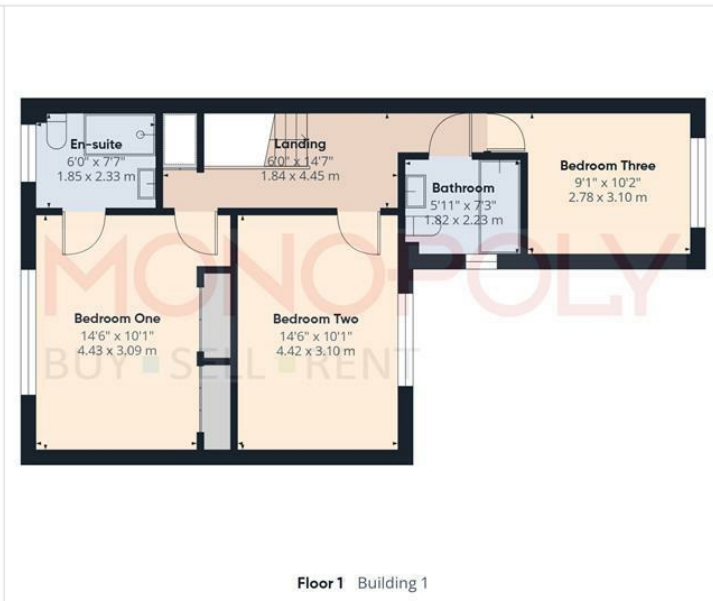 En-suite
6'0" x 7'7"
1.85 x 2.33 m
Landing
6'0" x 14'7"
1.84 x 4.45 m
Bathroom
5'11" x 7'3"
1.82 x 2.23 m
Bedroom Three
9'1" x 10'2"
2.78 x 3.10 m
MONOPOLY
BUY SELL RENT
Bedroom One
14'6" x 10'1"
4.43 x 3.09 m
Bedroom Two
14'6" x 10'1"
4.42 x 3.10 m
Floor 1 Building 1